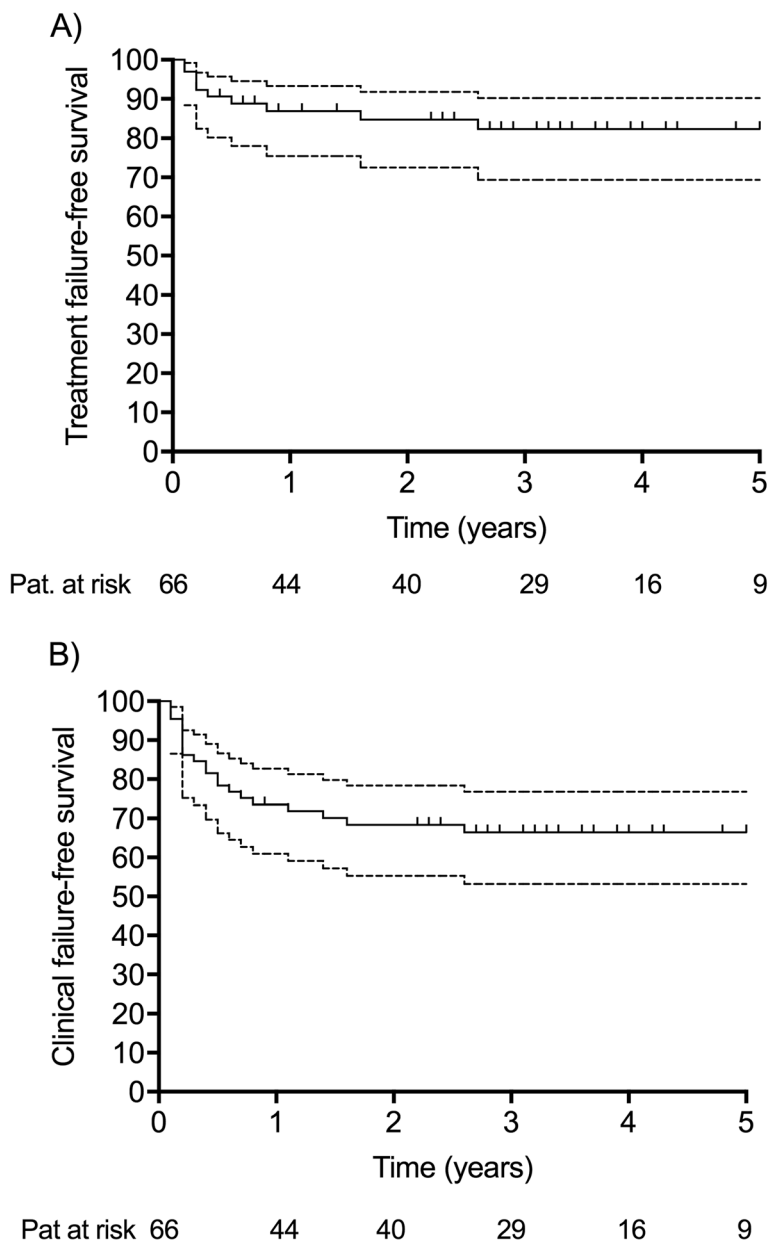 A)
Treatment failure-free survival
100
90
80
70
60
50
40
30
20
10
0
0 1 2 3 4 5
Time (years)
Pat. at risk 66 44 40 29 16 9
B)
Clinical failure-free survival
100
90
80
70
60
50
40
30
20
10
0
0 1 2 3 4 5
Time (years)
Pat at risk 66 44 40 29 16 9